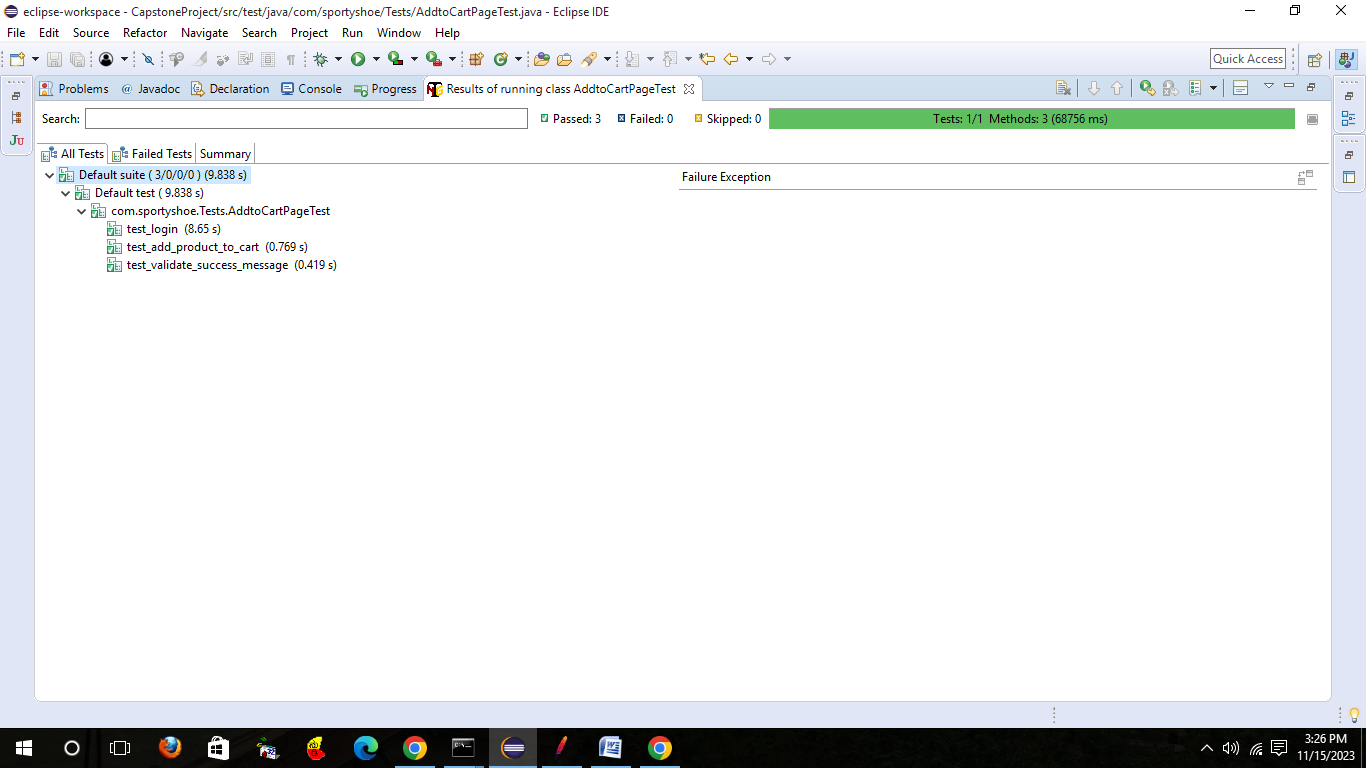 eclipse-workspace - CapstoneProject/src/test/java/com/sportyshoe/Tests/AddtoCartPageTest.java - Eclipse IDE
File Edit Source Refactor Navigate Search Project Run Window Help
Quick Access
Problems @ Javadoc Declaration Console Progress Results of running class AddtoCartPageTest
Search: Passed: 3 Failed: 0 Skipped: 0 Tests: 1/1 Methods: 3 (68756 ms)
JU
All Tests Failed Tests Summary
Default suite ( 3/0/0/0 ) (9.838 s) Failure Exception
Default test ( 9.838 s)
com.sportyshoe.Tests.AddtoCartPageTest
test_login (8.65 s)
test_add_product_to_cart (0.769 s)
test_validate_success_message (0.419 s)
3:26 PM
11/15/2023